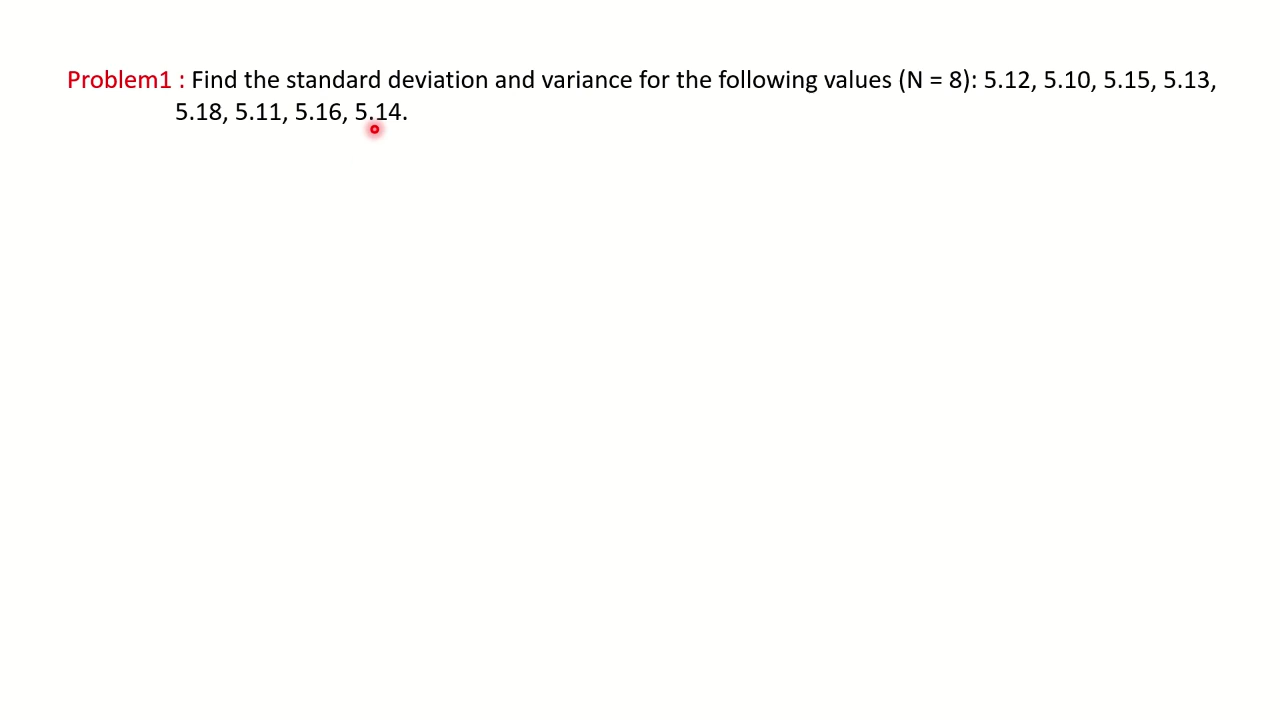 Problem1 : Find the standard deviation and variance for the following values (N = 8): 5.12, 5.10, 5.15, 5.13,
5.18, 5.11, 5.16, 5.14.